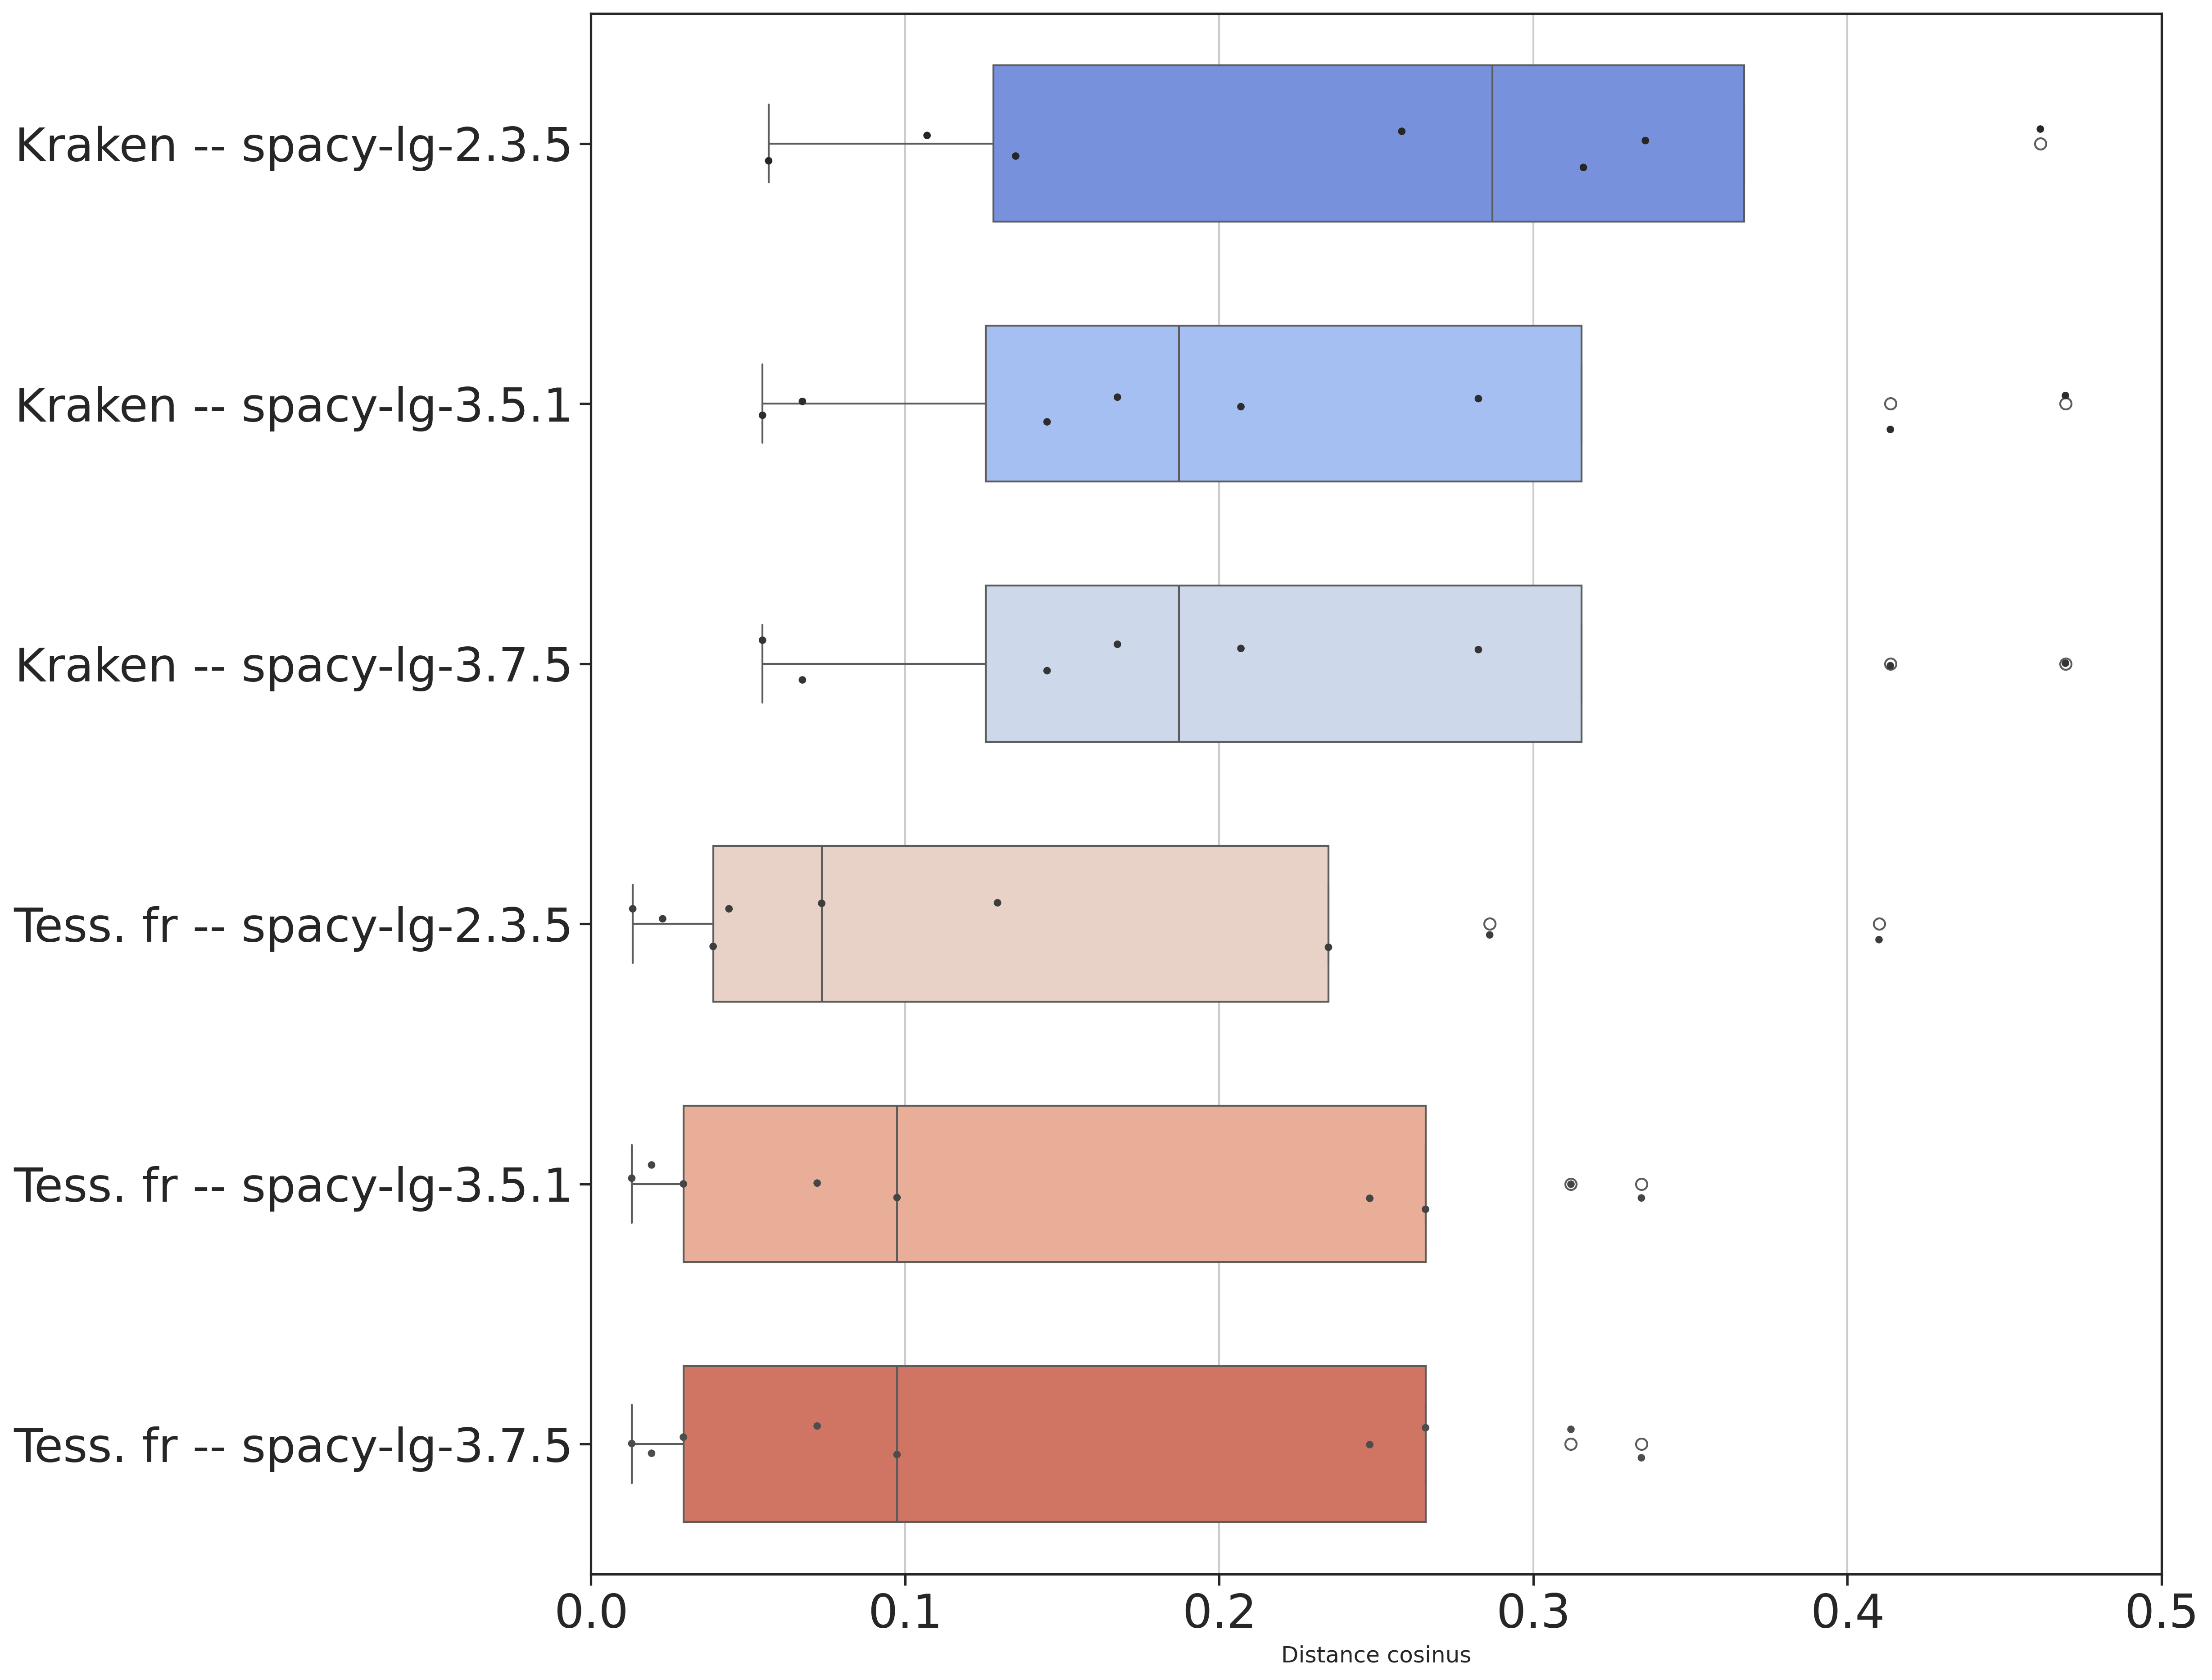 Kraken -- spacy-lg-2.3.5
Kraken -- spacy-lg-3.5.1
Kraken -- spacy-lg-3.7.5
Tess. fr -- spacy-lg-2.3.5
Tess. fr -- spacy-lg-3.5.1
Tess. fr -- spacy-lg-3.7.5
0.0 0.1 0.2 0.3 0.4 0.5
Distance cosinus